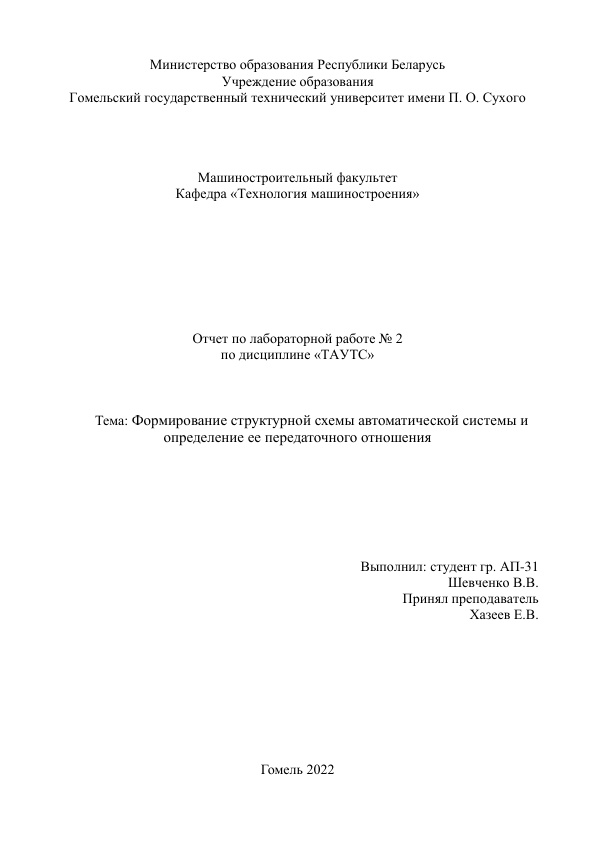 Министерство образования Республики Беларусь
Учреждение образования
Гомельский государственный технический университет имени П. О. Сухого
Машиностроительный факультет
Кафедра «Технология машиностроения»
Отчет по лабораторной работе № 2
по дисциплине «ТАУТС»
Тема: Формирование структурной схемы автоматической системы и
определение ее передаточного отношения
Выполнил: студент гр. АП-31
Шевченко В.В.
Принял преподаватель
Хазеев Е.В.
Гомель 2022